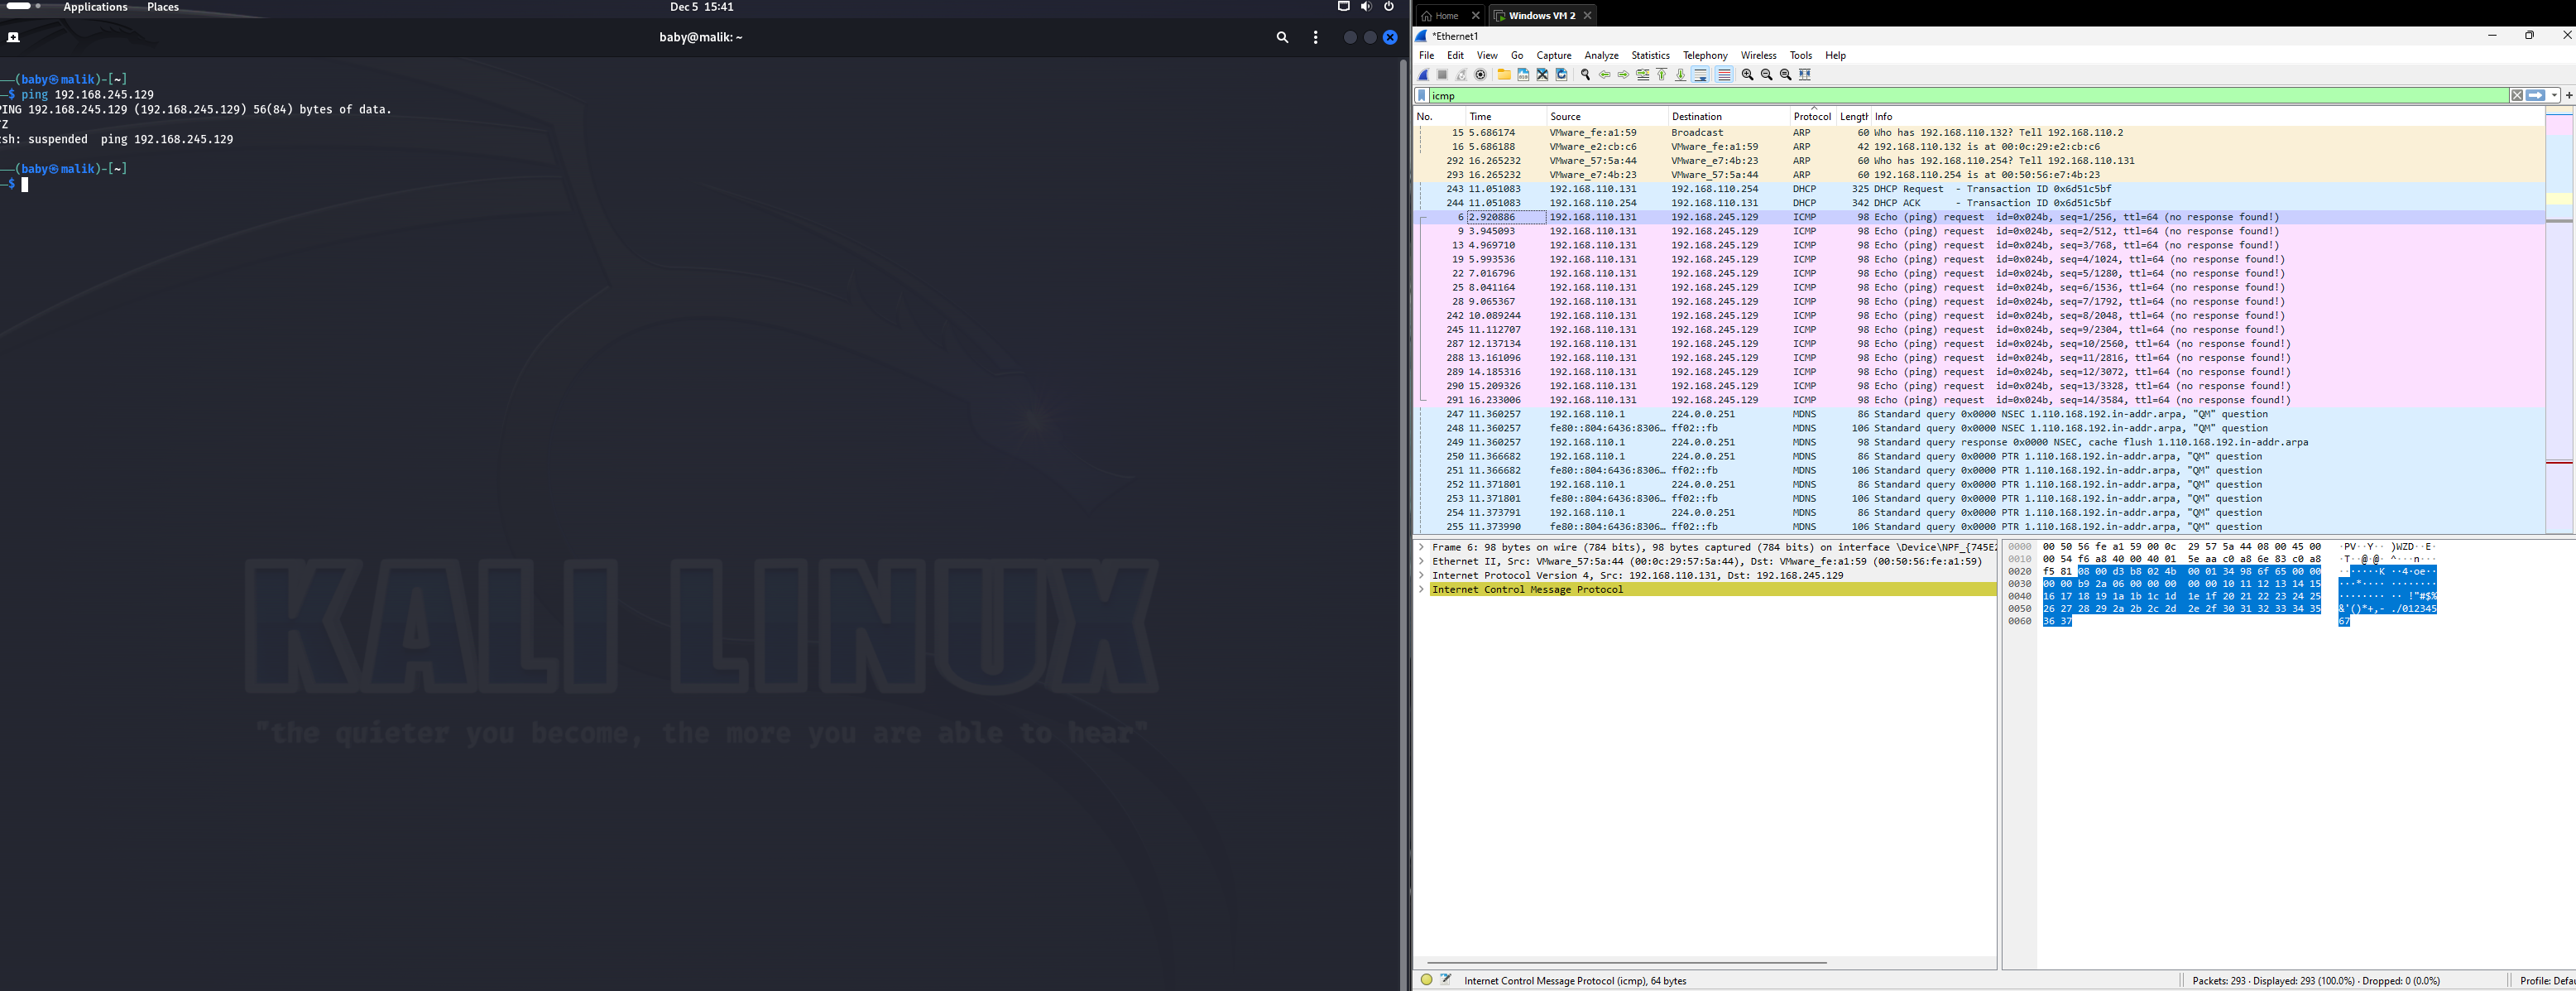 Applications Places
Dec 5 15:41
baby@malik: ~
(baby㉿malik)-[~]
$ ping 192.168.245.129
PING 192.168.245.129 (192.168.245.129) 56(84) bytes of data.
Z
zsh: suspended ping 192.168.245.129
(baby㉿malik)-[~]
$
KALI LINUX
"the quieter you become, the more you are able to hear"
Home Windows VM 2
*Ethernet1
File Edit View Go Capture Analyze Statistics Telephony Wireless Tools Help
icmp
No. Time Source Destination Protocol Length Info
15 5.686174 VMware_fe:a1:59 Broadcast ARP 60 Who has 192.168.110.132? Tell 192.168.110.2
16 5.686188 VMware_e2:cb:c6 VMware_fe:a1:59 ARP 42 192.168.110.132 is at 00:0c:29:e2:cb:c6
292 16.265232 VMware_57:5a:44 VMware_e7:4b:23 ARP 60 Who has 192.168.110.254? Tell 192.168.110.131
293 16.265232 VMware_e7:4b:23 VMware_57:5a:44 ARP 60 192.168.110.254 is at 00:50:56:e7:4b:23
243 11.051083 192.168.110.131 192.168.110.254 DHCP 325 DHCP Request - Transaction ID 0x6d51c5bf
244 11.051083 192.168.110.254 192.168.110.131 DHCP 342 DHCP ACK - Transaction ID 0x6d51c5bf
6 2.920886 192.168.110.131 192.168.245.129 ICMP 98 Echo (ping) request id=0x024b, seq=1/256, ttl=64 (no response found!)
9 3.945093 192.168.110.131 192.168.245.129 ICMP 98 Echo (ping) request id=0x024b, seq=2/512, ttl=64 (no response found!)
13 4.969710 192.168.110.131 192.168.245.129 ICMP 98 Echo (ping) request id=0x024b, seq=3/768, ttl=64 (no response found!)
19 5.993536 192.168.110.131 192.168.245.129 ICMP 98 Echo (ping) request id=0x024b, seq=4/1024, ttl=64 (no response found!)
22 7.016796 192.168.110.131 192.168.245.129 ICMP 98 Echo (ping) request id=0x024b, seq=5/1280, ttl=64 (no response found!)
25 8.041164 192.168.110.131 192.168.245.129 ICMP 98 Echo (ping) request id=0x024b, seq=6/1536, ttl=64 (no response found!)
28 9.065367 192.168.110.131 192.168.245.129 ICMP 98 Echo (ping) request id=0x024b, seq=7/1792, ttl=64 (no response found!)
242 10.089244 192.168.110.131 192.168.245.129 ICMP 98 Echo (ping) request id=0x024b, seq=8/2048, ttl=64 (no response found!)
245 11.112707 192.168.110.131 192.168.245.129 ICMP 98 Echo (ping) request id=0x024b, seq=9/2304, ttl=64 (no response found!)
287 12.137134 192.168.110.131 192.168.245.129 ICMP 98 Echo (ping) request id=0x024b, seq=10/2560, ttl=64 (no response found!)
288 13.161096 192.168.110.131 192.168.245.129 ICMP 98 Echo (ping) request id=0x024b, seq=11/2816, ttl=64 (no response found!)
289 14.185316 192.168.110.131 192.168.245.129 ICMP 98 Echo (ping) request id=0x024b, seq=12/3072, ttl=64 (no response found!)
290 15.209326 192.168.110.131 192.168.245.129 ICMP 98 Echo (ping) request id=0x024b, seq=13/3328, ttl=64 (no response found!)
291 16.233006 192.168.110.131 192.168.245.129 ICMP 98 Echo (ping) request id=0x024b, seq=14/3584, ttl=64 (no response found!)
247 11.360257 192.168.110.1 224.0.0.251 MDNS 86 Standard query 0x0000 NSEC 1.110.168.192.in-addr.arpa, "QM" question
248 11.360257 fe80::804:6436:8306… ff02::fb MDNS 106 Standard query 0x0000 NSEC 1.110.168.192.in-addr.arpa, "QM" question
249 11.360257 192.168.110.1 224.0.0.251 MDNS 98 Standard query response 0x0000 NSEC, cache flush 1.110.168.192.in-addr.arpa
250 11.366682 192.168.110.1 224.0.0.251 MDNS 86 Standard query 0x0000 PTR 1.110.168.192.in-addr.arpa, "QM" question
251 11.366682 fe80::804:6436:8306… ff02::fb MDNS 106 Standard query 0x0000 PTR 1.110.168.192.in-addr.arpa, "QM" question
252 11.371801 192.168.110.1 224.0.0.251 MDNS 86 Standard query 0x0000 PTR 1.110.168.192.in-addr.arpa, "QM" question
253 11.371801 fe80::804:6436:8306… ff02::fb MDNS 106 Standard query 0x0000 PTR 1.110.168.192.in-addr.arpa, "QM" question
254 11.373791 192.168.110.1 224.0.0.251 MDNS 86 Standard query 0x0000 PTR 1.110.168.192.in-addr.arpa, "QM" question
255 11.373990 fe80::804:6436:8306… ff02::fb MDNS 106 Standard query 0x0000 PTR 1.110.168.192.in-addr.arpa, "QM" question
Frame 6: 98 bytes on wire (784 bits), 98 bytes captured (784 bits) on interface \Device\NPF_{745E2
Ethernet II, Src: VMware_57:5a:44 (00:0c:29:57:5a:44), Dst: VMware_fe:a1:59 (00:50:56:fe:a1:59)
Internet Protocol Version 4, Src: 192.168.110.131, Dst: 192.168.245.129
Internet Control Message Protocol
0000 00 50 56 fe a1 59 00 0c 29 57 5a 44 08 00 45 00 ·PV··Y·· )WZD··E·
0010 00 54 f6 a8 40 00 40 01 5e aa c0 a8 6e 83 c0 a8 ·T··@·@· ^···n···
0020 f5 81 08 00 d3 b8 02 4b 00 01 34 98 6f 65 00 00 ·······K ··4·oe··
0030 00 00 b9 2a 06 00 00 00 00 00 10 11 12 13 14 15 ···*···· ········
0040 16 17 18 19 1a 1b 1c 1d 1e 1f 20 21 22 23 24 25 ········ ·· !"#$%
0050 26 27 28 29 2a 2b 2c 2d 2e 2f 30 31 32 33 34 35 &'()*+,- ./012345
0060 36 37 67
Internet Control Message Protocol (icmp), 64 bytes
Packets: 293 · Displayed: 293 (100.0%) · Dropped: 0 (0.0%)
Profile: Defau